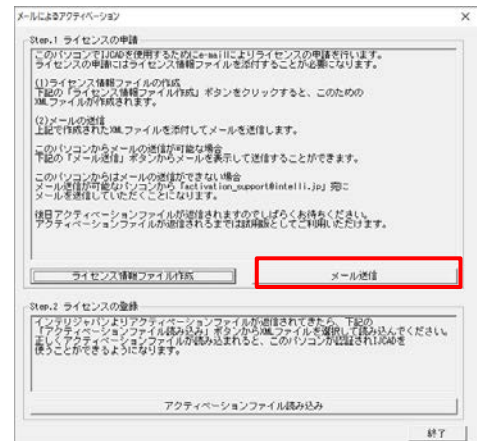 メールによるアクティベーション
Step.1 ライセンスの申請
このパソコンでIJCADを使用するためにe-mailによりライセンスの申請を行います。
ライセンスの申請にはライセンス情報ファイルを添付することが必要になります。
(1)ライセンス情報ファイルの作成
下記の「ライセンス情報ファイル作成」ボタンをクリックすると、このための
XMLファイルが作成されます。
(2)メールの送信
上記で作成されたXMLファイルを添付してメールを送信します。
このパソコンからメールの送信が可能な場合
下記の「メール送信」ボタンからメールを表示して送信することができます。
このパソコンからはメールの送信ができない場合
メール送信が可能なパソコンから「activation_support@intelli.jp」宛に
メールを送信していただくことになります。
後日アクティベーションファイルが返信されますのでしばらくお待ちください。
アクティベーションファイルが返信されるまでは試用版としてご利用いただけます。
ライセンス情報ファイル作成
メール送信
Step.2 ライセンスの登録
インテリジャパンよりアクティベーションファイルが返信されてきたら、下記の
「アクティベーションファイル読み込み」ボタンからXMLファイルを選択して読み込んでください。
正しくアクティベーションファイルが読み込まれると、このパソコンが認証されIJCADを
使うことができるようになります。
アクティベーションファイル読み込み
終了